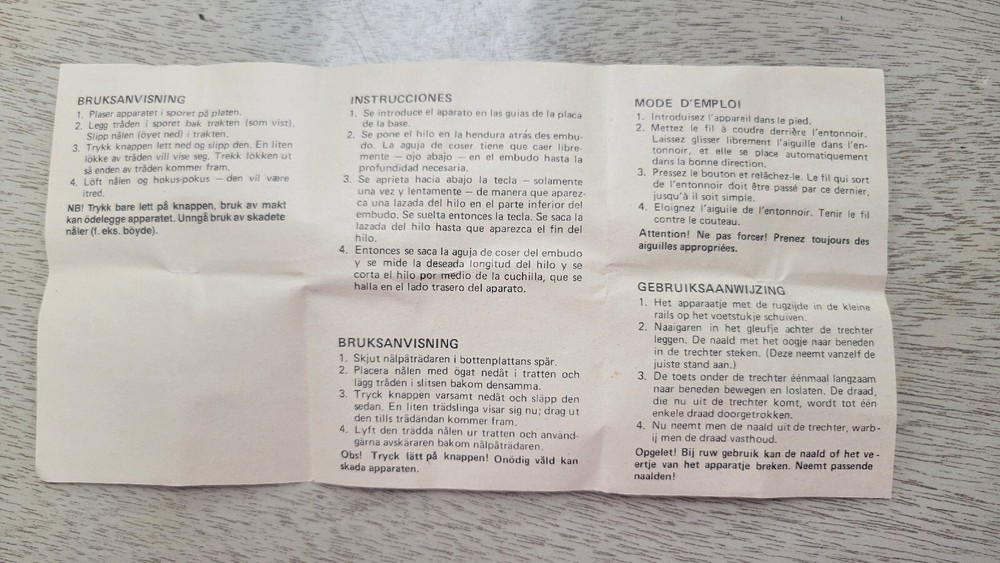 BRUKSANVISNING
1. Plaser apparatet i sporet på platen.
2. Legg tråden i sporet bak trakten (som vist).
Slipp nålen (öyet ned) i trakten.
3. Trykk knappen lett ned og slipp den. En liten
lökke av tråden vill vise seg. Trekk lökken ut
så enden av tråden kommer fram.
4. Löft nålen og hokus-pokus — den vil være
itred.
NB! Trykk bare lett på knappen, bruk av makt
kan ödelegge apparatet. Unngå bruk av skadete
nåler (f. eks. böyde).
INSTRUCCIONES
1. Se introduce el aparato en las guias de la placa
de la base.
2. Se pone el hilo en la hendura atrás des embu-
do. La aguja de coser tiene que caer libre-
mente — ojo abajo — en el embudo hasta la
profundidad necesaria.
3. Se aprieta hacia abajo la tecla — solamente
una vez y lentamente — de manera que aparez-
ca una lazada del hilo en el parte inferior del
embudo. Se suelta entonces la tecla. Se saca la
lazada del hilo hasta que aparezca el fin del
hilo.
4. Entonces se saca la aguja de coser del embudo
y se mide la deseada longitud del hilo y se
corta el hilo por medio de la cuchilla, que se
halla en el lado trasero del aparato.
BRUKSANVISNING
1. Skjut nålpåträdaren i bottenplattans spår.
2. Placera nålen med ögat nedåt i tratten och
lägg tråden i slitsen bakom densamma.
3. Tryck knappen varsamt nedåt och släpp den
sedan. En liten trådslinga visar sig nu; drag ut
den tills trådändan kommer fram.
4. Lyft den trädda nålen ur tratten och använd-
garna avskäraren bakom nålpåträdaren.
Obs! Tryck lätt på knappen! Onödig våld kan
skada apparaten.
MODE D'EMPLOI
1. Introduisez l'appareil dans le pied.
2. Mettez le fil à coudre derrière l'entonnoir.
Laissez glisser librement l'aiguille dans l'en-
tonnoir, et elle se place automatiquement
dans la bonne direction.
3. Pressez le bouton et relâchez-le. Le fil qui sort
de l'entonnoir doit être passé par ce dernier,
jusqu'à il soit simple.
4. Eloignez l'aiguile de l'entonnoir. Tenir le fil
contre le couteau.
Attention! Ne pas forcer! Prenez toujours des
aiguilles appropriées.
GEBRUIKSAANWIJZING
1. Het apparaatje met de rugzijde in de kleine
rails op het voetstukje schuiven.
2. Naaigaren in het gleufje achter de trechter
leggen. De naald met het oogje naar beneden
in de trechter steken. (Deze neemt vanzelf de
juiste stand aan.)
3. De toets onder de trechter éénmaal langzaam
naar beneden bewegen en loslaten. De draad,
die nu uit de trechter komt, wordt tot één
enkele draad doorgetrokken.
4. Nu neemt men de naald uit de trechter, warb-
ij men de draad vasthoud.
Opgelet! Bij ruw gebruik kan de naald of het ve-
ertje van het apparatje breken. Neemt passende
naalden!